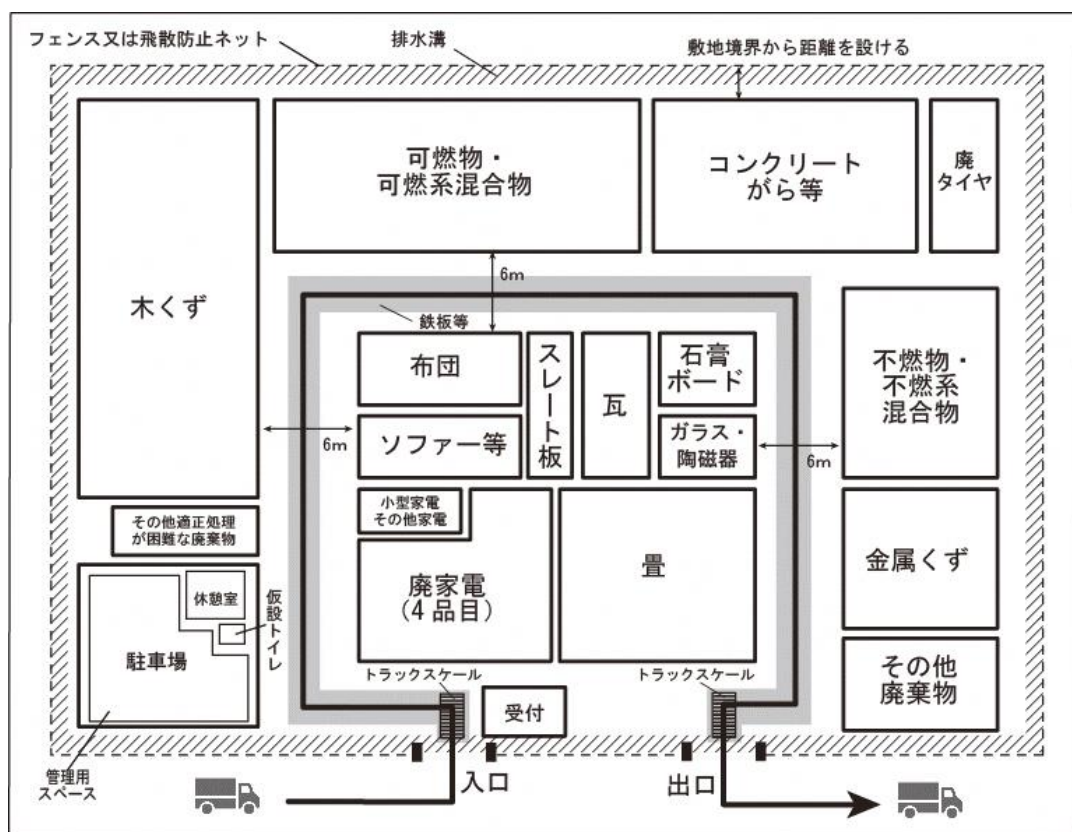 フェンス又は飛散防止ネット
排水溝
敷地境界から距離を設ける
可燃物・
可燃系混合物
コンクリート
がら等
廃
タイヤ
木くず
6m
鉄板等
布団
スレート板
瓦
石膏
ボード
不燃物・
不燃系
混合物
6m
ソファー等
ガラス・
陶磁器
6m
小型家電
その他家電
その他適正処理
が困難な廃棄物
廃家電
(4品目)
畳
金属くず
休憩室
仮設トイレ
駐車場
トラックスケール
トラックスケール
その他
廃棄物
受付
管理用
スペース
入口
出口